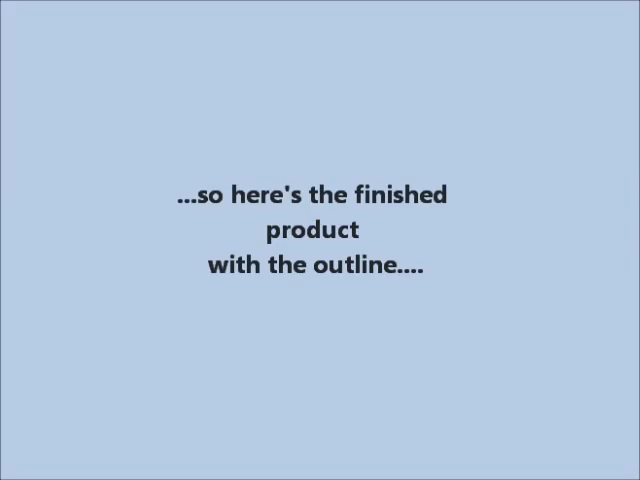 ...so here's the finished
product
with the outline....